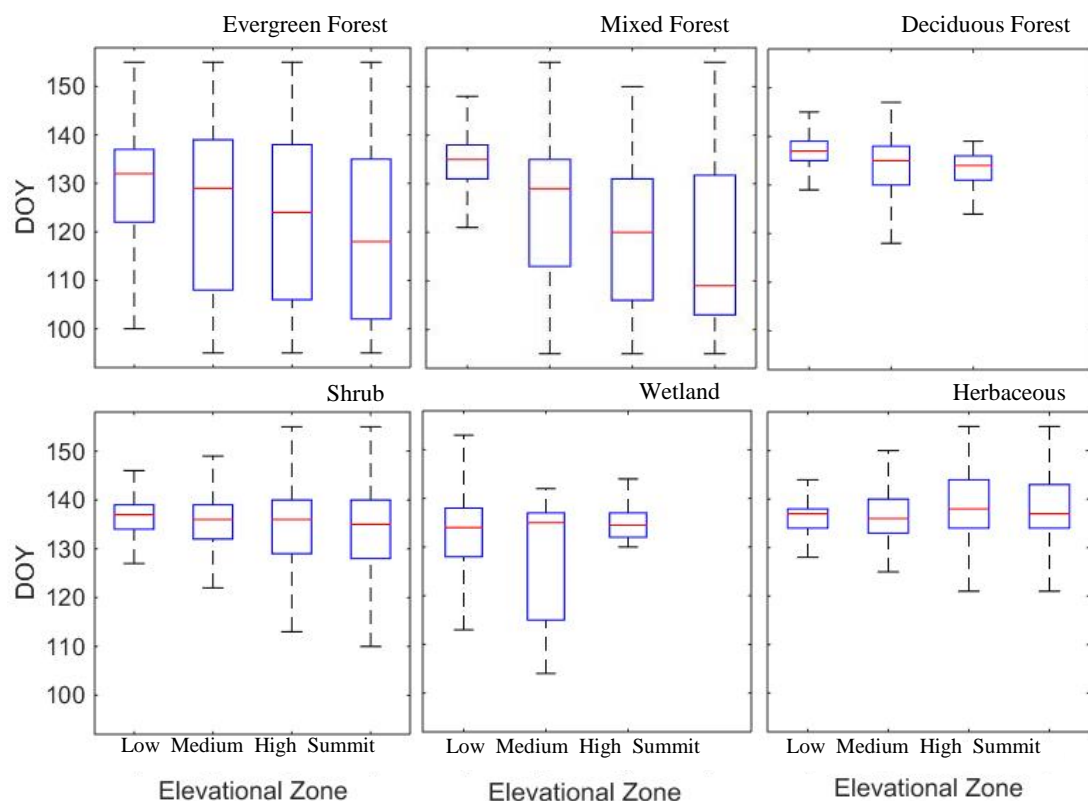 Evergreen Forest Mixed Forest Deciduous Forest
150
140
130
120
110
100
DOY
Shrub Wetland Herbaceous
150
140
130
120
110
100
DOY
Low Medium High Summit Low Medium High Summit Low Medium High Summit
Elevational Zone Elevational Zone Elevational Zone